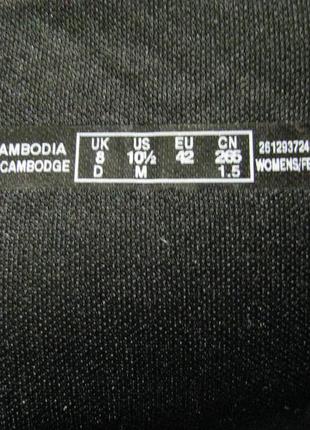 AMBODIA UK US EU CN 261293724
CAMBODGE 8 10½ 42 265 WOMENS/FE
D M 1.5